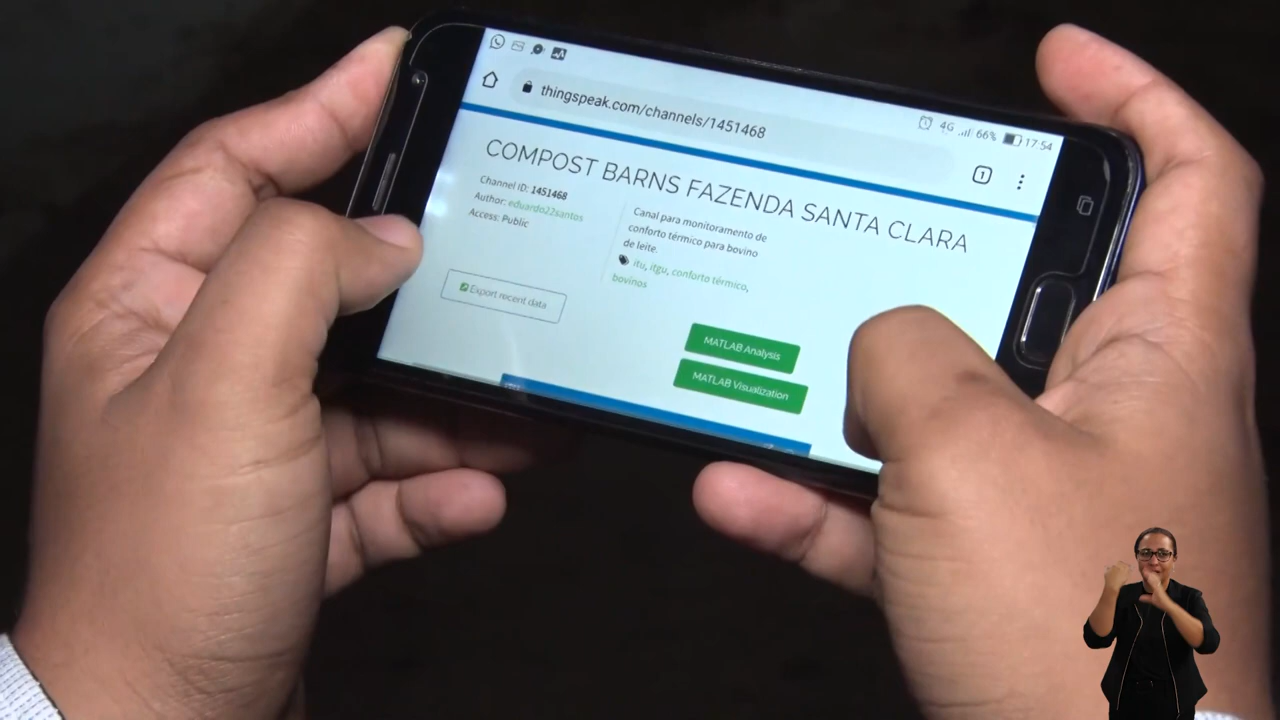 thingspeak.com/channels/1451468
4G 66% 17:54
1
COMPOST BARNS FAZENDA SANTA CLARA
Channel ID: 1451468
Author: eduardo22santos
Access: Public
Canal para monitoramento de
conforto térmico para bovino
de leite.
itu, itgu, conforto térmico,
bovinos
Export recent data
MATLAB Analysis
MATLAB Visualization